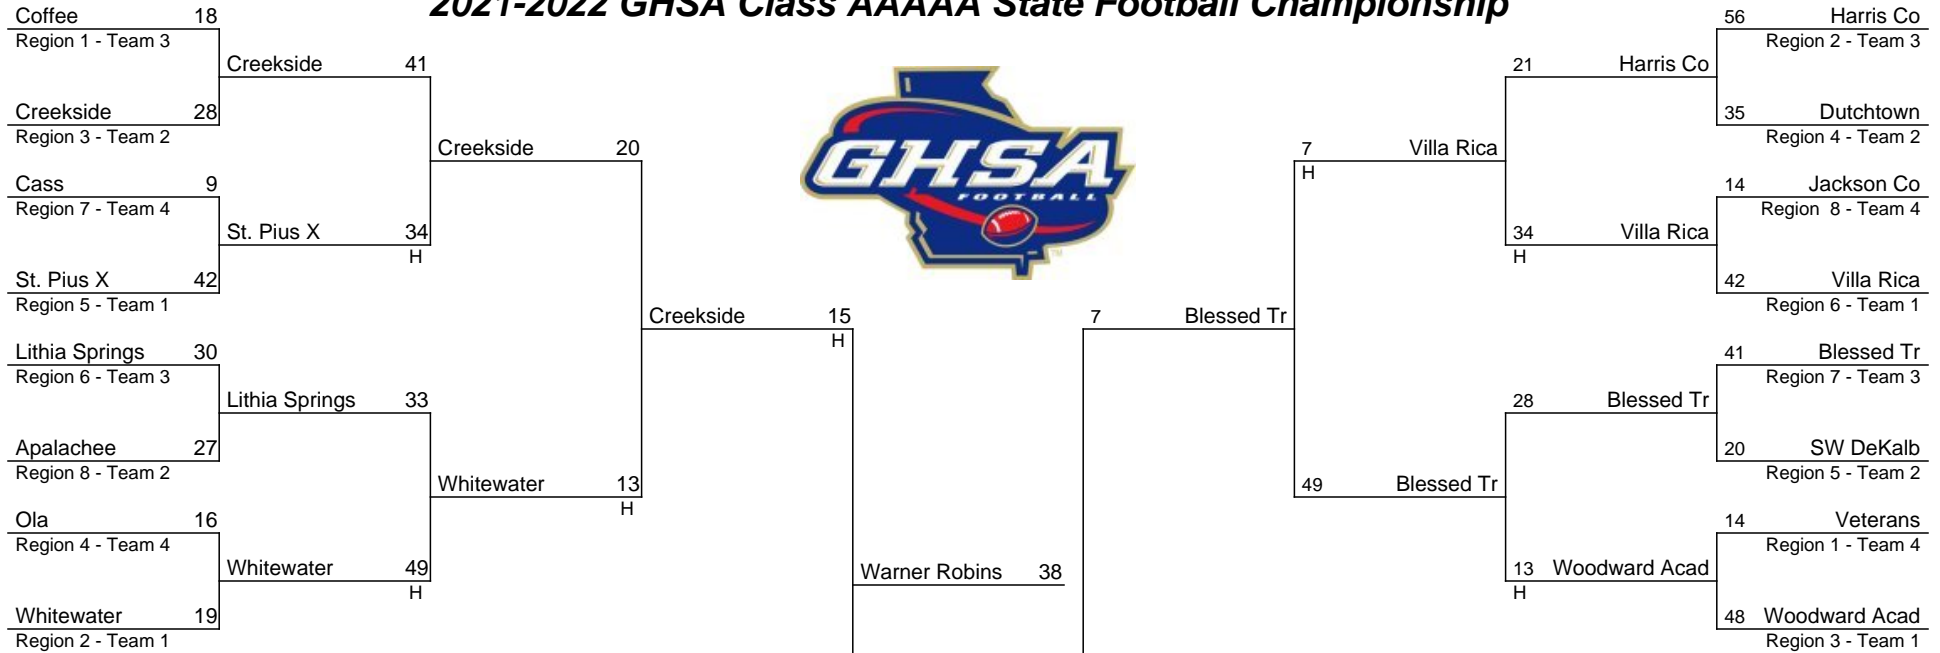 2021-2022 GHSA Class AAAAA State Football Championship
Coffee 18
Region 1 - Team 3
Creekside 41
Creekside 28
Region 3 - Team 2
Creekside 20
Cass 9
Region 7 - Team 4
St. Pius X 34
H
St. Pius X 42
Region 5 - Team 1
Creekside 15
H
Lithia Springs 30
Region 6 - Team 3
Lithia Springs 33
Apalachee 27
Region 8 - Team 2
Whitewater 13
H
Ola 16
Region 4 - Team 4
Whitewater 49
H
Whitewater 19
Region 2 - Team 1
Warner Robins 38
GHSA
FOOTBALL
TM
56 Harris Co
Region 2 - Team 3
21 Harris Co
35 Dutchtown
Region 4 - Team 2
7 Villa Rica
H
14 Jackson Co
Region 8 - Team 4
34 Villa Rica
H
42 Villa Rica
Region 6 - Team 1
7 Blessed Tr
41 Blessed Tr
Region 7 - Team 3
28 Blessed Tr
20 SW DeKalb
Region 5 - Team 2
49 Blessed Tr
14 Veterans
Region 1 - Team 4
13 Woodward Acad
H
48 Woodward Acad
Region 3 - Team 1